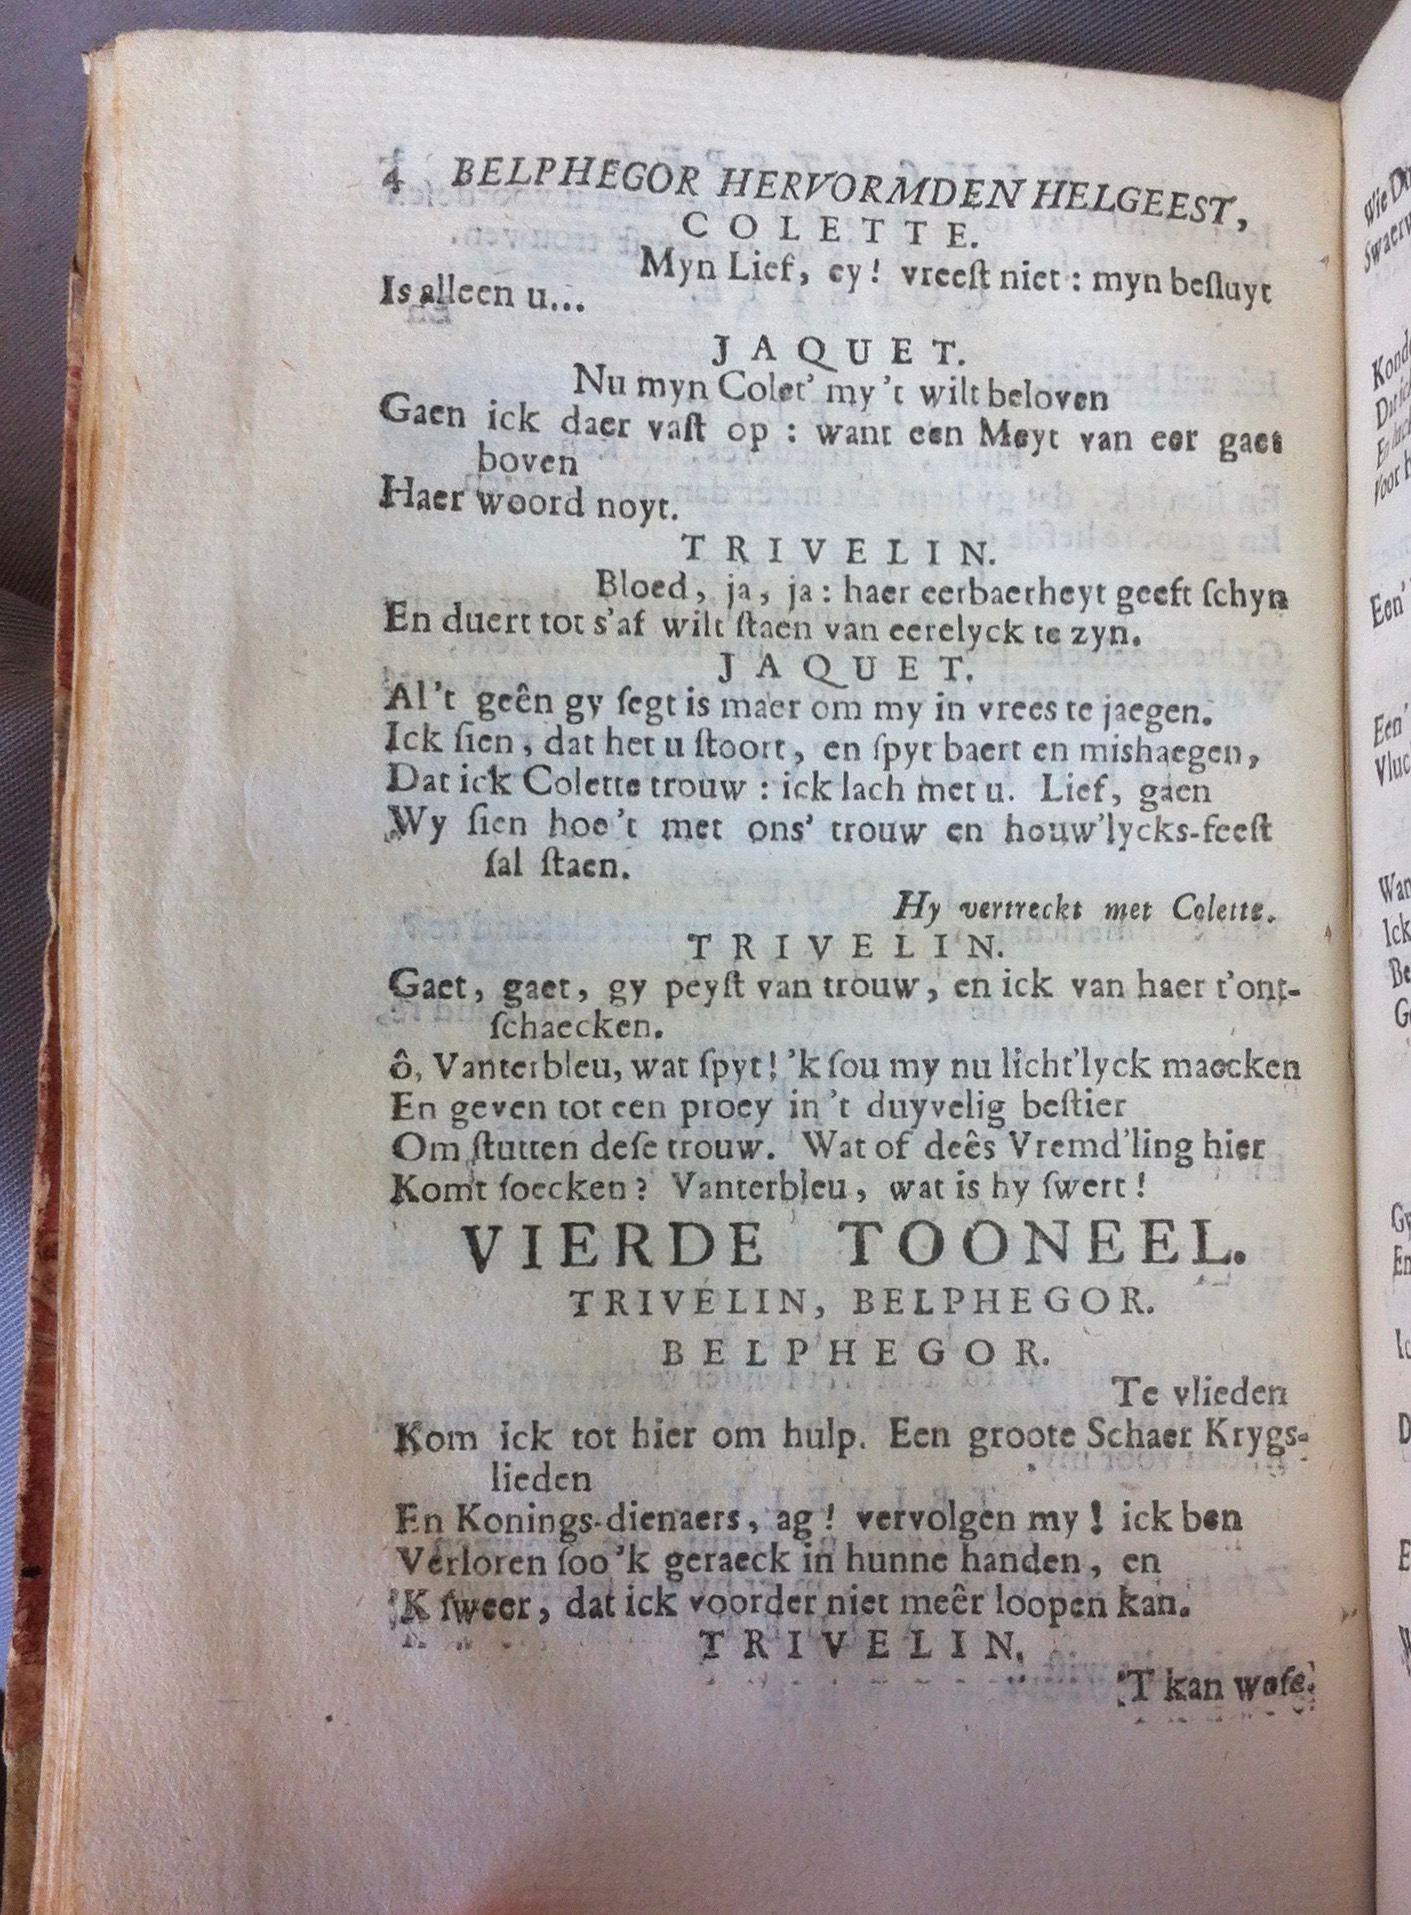 4 BELPHEGOR HERVORMDEN HELGEEST,
COLETTE.
Myn Lief, ey! vreeſt niet: myn beſluyt
Is alleen u...
JAQUET.
Nu myn Colet' my 't wilt beloven
Gaen ick daer vaſt op: want een Meyt van eer gaet
boven
Haer woord noyt.
TRIVELIN.
Bloed, ja, ja: haer eerbaerheyt geeft ſchyn
En duert tot s'af wilt ſtaen van eerelyck te zyn.
JAQUET.
Al't geên gy ſegt is maer om my in vrees te jaegen.
Ick ſien, dat het u ſtoort, en ſpyt baert en mishaegen,
Dat ick Colette trouw: ick lach met u. Lief, gaen
Wy ſien hoe't met ons' trouw en houw'lycks-feeſt
ſal ſtaen.
Hy vertreckt met Colette.
TRIVELIN.
Gaet, gaet, gy peyſt van trouw, en ick van haer t'ont-
ſchaecken.
ô, Vanterbleu, wat ſpyt! 'k ſou my nu licht'lyck maecken
En geven tot een proey in 't duyvelig beſtier
Om ſtutten deſe trouw. Wat of deês Vremd'ling hier
Komt ſoecken? Vanterbleu, wat is hy ſwert!
VIERDE TOONEEL.
TRIVELIN, BELPHEGOR.
BELPHEGOR.
Te vlieden
Kom ick tot hier om hulp. Een groote Schaer Krygs-
lieden
En Konings-dienaers, ag! vervolgen my! ick ben
Verloren ſoo 'k geraeck in hunne handen, en
'K ſweer, dat ick voorder niet meêr loopen kan.
TRIVELIN.
'T kan weſe.
Wie
Een'
Een'
Ick